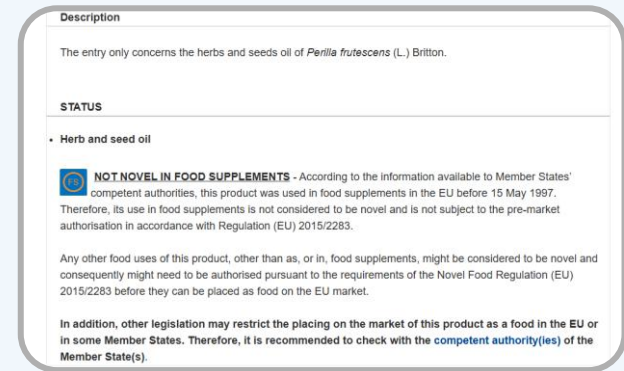 Description
The entry only concerns the herbs and seeds oil of Perilla frutescens (L.) Britton.
STATUS
• Herb and seed oil
FS NOT NOVEL IN FOOD SUPPLEMENTS - According to the information available to Member States'
competent authorities, this product was used in food supplements in the EU before 15 May 1997.
Therefore, its use in food supplements is not considered to be novel and is not subject to the pre-market
authorisation in accordance with Regulation (EU) 2015/2283.
Any other food uses of this product, other than as, or in, food supplements, might be considered to be novel and
consequently might need to be authorised pursuant to the requirements of the Novel Food Regulation (EU)
2015/2283 before they can be placed as food on the EU market.
In addition, other legislation may restrict the placing on the market of this product as a food in the EU or
in some Member States. Therefore, it is recommended to check with the competent authority(ies) of the
Member State(s).